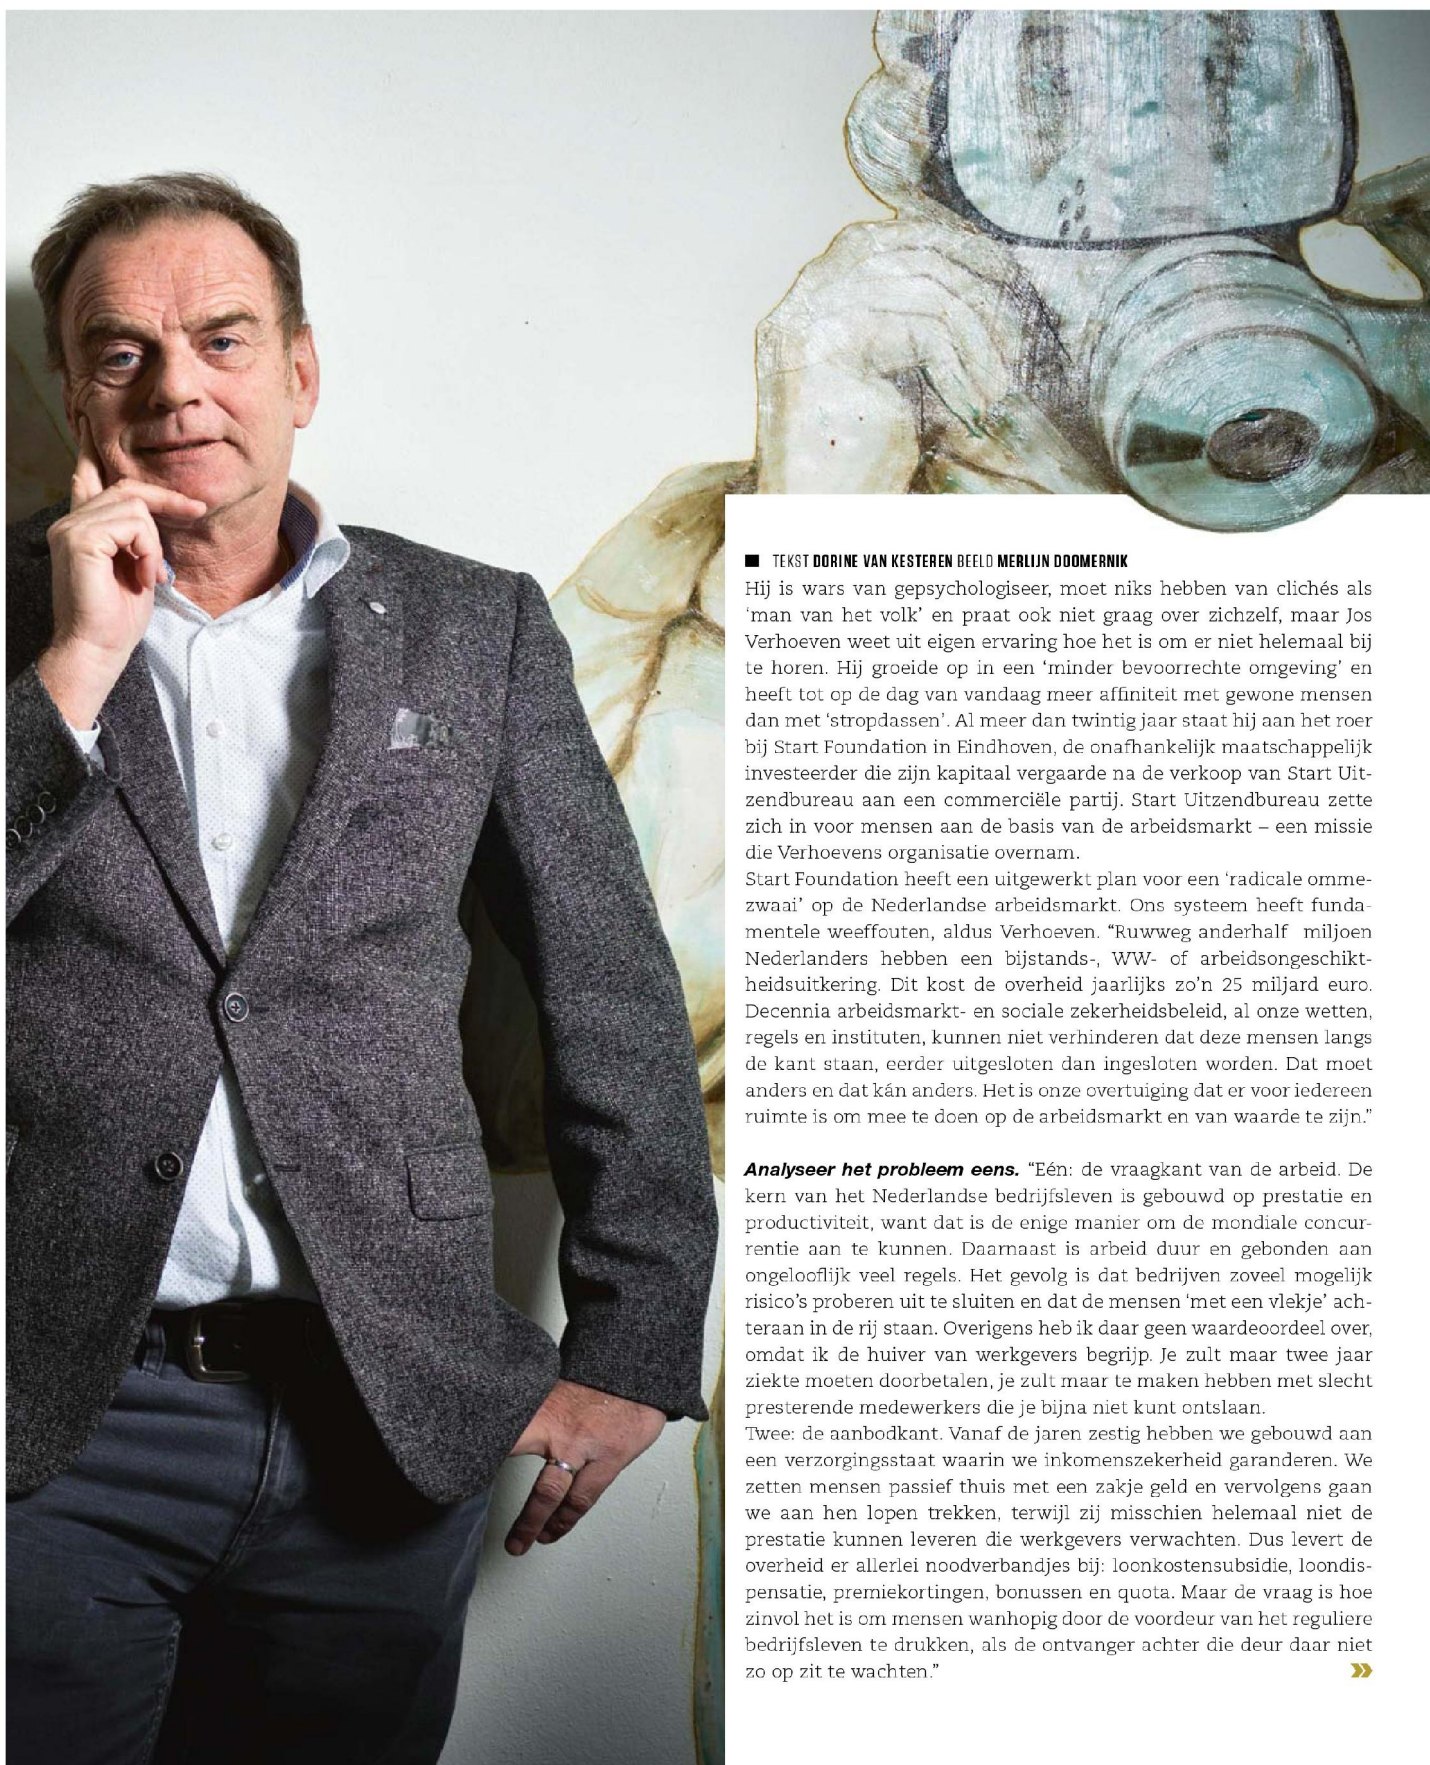 TEKST DORINE VAN KESTEREN BEELD MERLIJN DOOMERNIK
Hij is wars van gepsychologiseer, moet niks hebben van clichés als
‘man van het volk’ en praat ook niet graag over zichzelf, maar Jos
Verhoeven weet uit eigen ervaring hoe het is om er niet helemaal bij
te horen. Hij groeide op in een ‘minder bevoorrechte omgeving’ en
heeft tot op de dag van vandaag meer affiniteit met gewone mensen
dan met ‘stropdassen’. Al meer dan twintig jaar staat hij aan het roer
bij Start Foundation in Eindhoven, de onafhankelijk maatschappelijk
investeerder die zijn kapitaal vergaarde na de verkoop van Start Uit-
zendbureau aan een commerciële partij. Start Uitzendbureau zette
zich in voor mensen aan de basis van de arbeidsmarkt – een missie
die Verhoevens organisatie overnam.
Start Foundation heeft een uitgewerkt plan voor een ‘radicale omme-
zwaai’ op de Nederlandse arbeidsmarkt. Ons systeem heeft funda-
mentele weeffouten, aldus Verhoeven. “Ruwweg anderhalf miljoen
Nederlanders hebben een bijstands-, WW- of arbeidsongeschikt-
heidsuitkering. Dit kost de overheid jaarlijks zo’n 25 miljard euro.
Decennia arbeidsmarkt- en sociale zekerheidsbeleid, al onze wetten,
regels en instituten, kunnen niet verhinderen dat deze mensen langs
de kant staan, eerder uitgesloten dan ingesloten worden. Dat moet
anders en dat kán anders. Het is onze overtuiging dat er voor iedereen
ruimte is om mee te doen op de arbeidsmarkt en van waarde te zijn.”
Analyseer het probleem eens. “Eén: de vraagkant van de arbeid. De
kern van het Nederlandse bedrijfsleven is gebouwd op prestatie en
productiviteit, want dat is de enige manier om de mondiale concur-
rentie aan te kunnen. Daarnaast is arbeid duur en gebonden aan
ongelooflijk veel regels. Het gevolg is dat bedrijven zoveel mogelijk
risico’s proberen uit te sluiten en dat de mensen ‘met een vlekje’ ach-
teraan in de rij staan. Overigens heb ik daar geen waardeoordeel over,
omdat ik de huiver van werkgevers begrijp. Je zult maar twee jaar
ziekte moeten doorbetalen, je zult maar te maken hebben met slecht
presterende medewerkers die je bijna niet kunt ontslaan.
Twee: de aanbodkant. Vanaf de jaren zestig hebben we gebouwd aan
een verzorgingsstaat waarin we inkomenszekerheid garanderen. We
zetten mensen passief thuis met een zakje geld en vervolgens gaan
we aan hen lopen trekken, terwijl zij misschien helemaal niet de
prestatie kunnen leveren die werkgevers verwachten. Dus levert de
overheid er allerlei noodverbandjes bij: loonkostensubsidie, loondis-
pensatie, premiekortingen, bonussen en quota. Maar de vraag is hoe
zinvol het is om mensen wanhopig door de voordeur van het reguliere
bedrijfsleven te drukken, als de ontvanger achter die deur daar niet
zo op zit te wachten.”